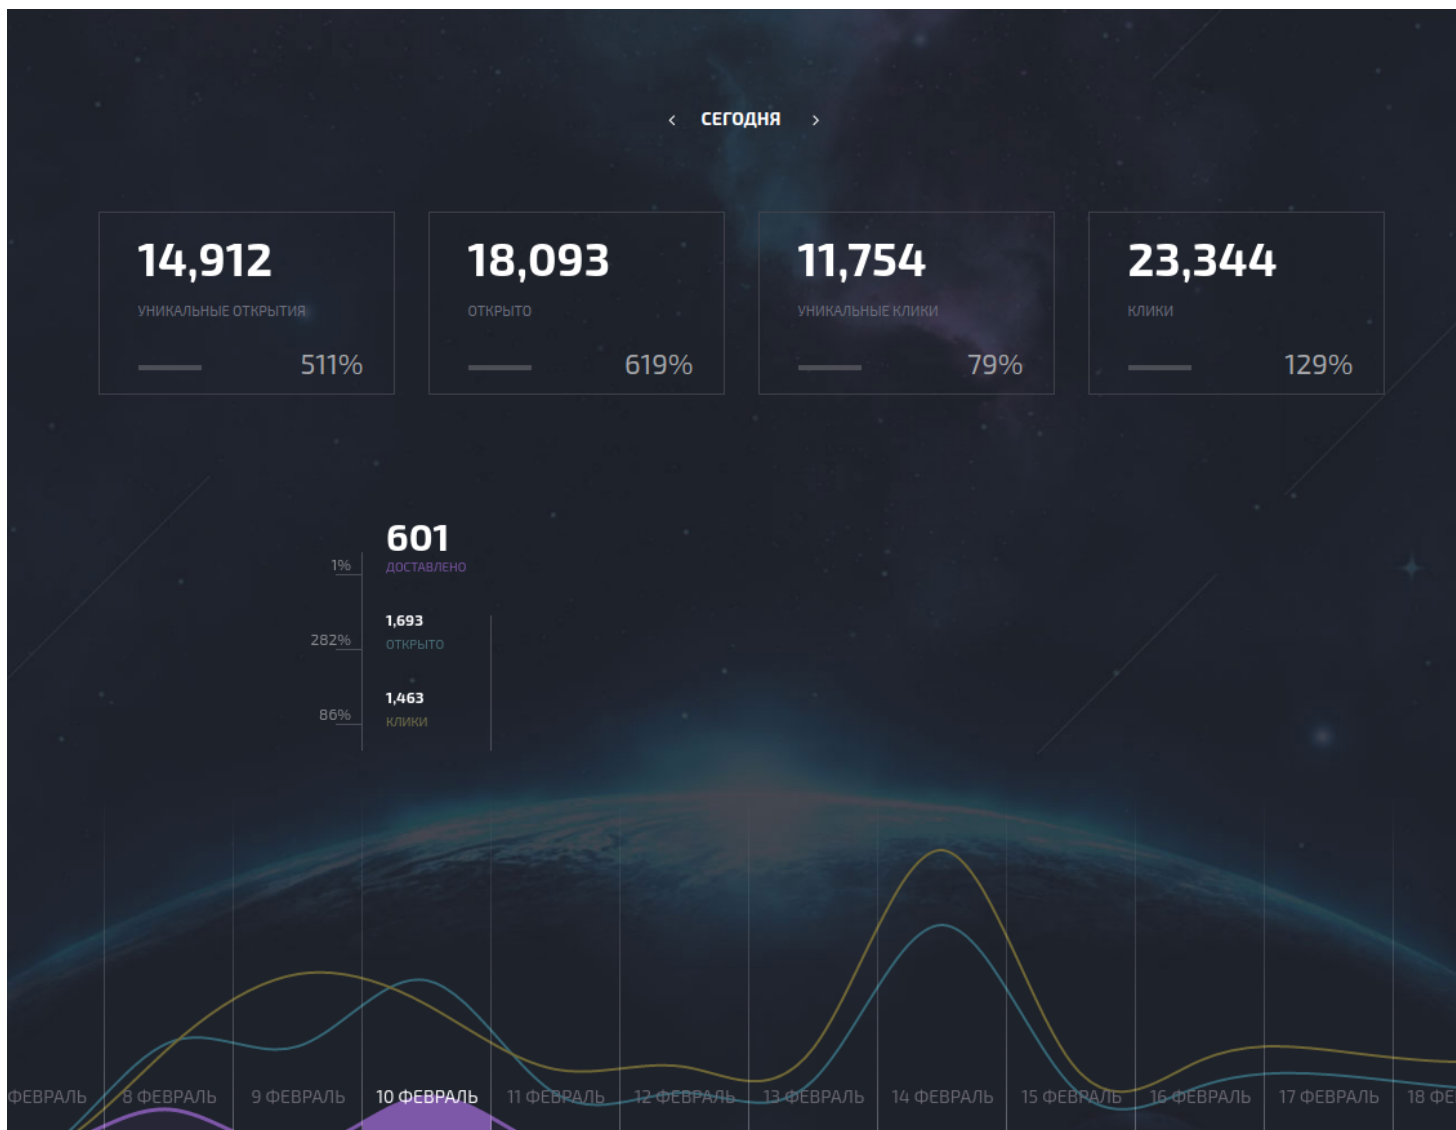 СЕГОДНЯ
14,912
УНИКАЛЬНЫЕ ОТКРЫТИЯ
511%
18,093
ОТКРЫТО
619%
11,754
УНИКАЛЬНЫЕ КЛИКИ
79%
23,344
КЛИКИ
129%
601
1%
ДОСТАВЛЕНО
1,693
282%
ОТКРЫТО
1,463
86%
КЛИКИ
ФЕВРАЛЬ 8 ФЕВРАЛЬ 9 ФЕВРАЛЬ 10 ФЕВРАЛЬ 11 ФЕВРАЛЬ 12 ФЕВРАЛЬ 13 ФЕВРАЛЬ 14 ФЕВРАЛЬ 15 ФЕВРАЛЬ 16 ФЕВРАЛЬ 17 ФЕВРАЛЬ 18 ФЕ